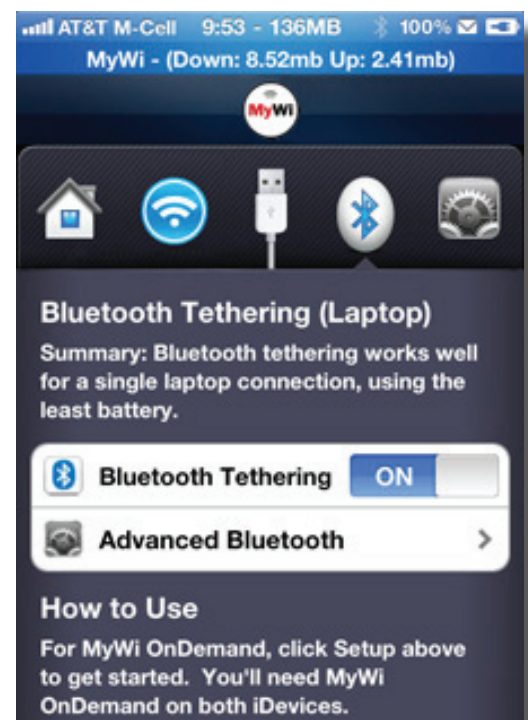 AT&T M-Cell 9:53 - 136MB 100%
MyWi - (Down: 8.52mb Up: 2.41mb)
MyWi
Bluetooth Tethering (Laptop)
Summary: Bluetooth tethering works well
for a single laptop connection, using the
least battery.
Bluetooth Tethering ON
Advanced Bluetooth
How to Use
For MyWi OnDemand, click Setup above
to get started. You'll need MyWi
OnDemand on both iDevices.